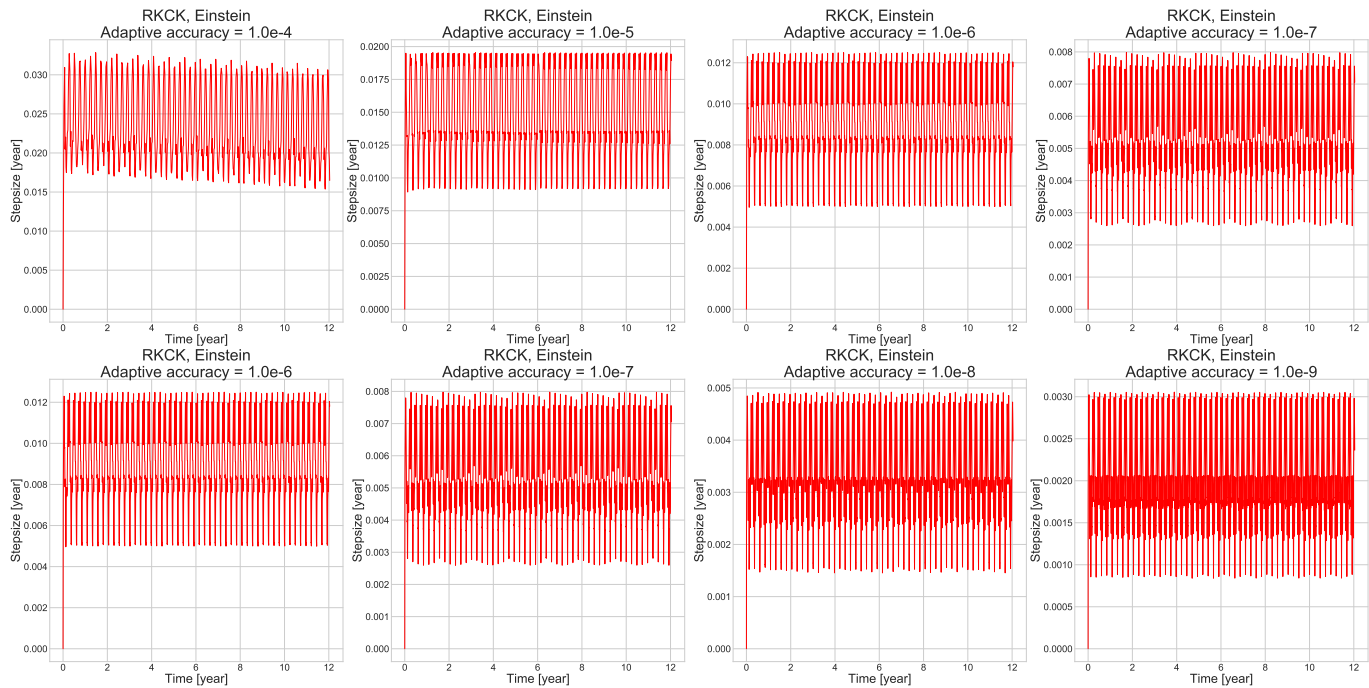 RKCK, Einstein
Adaptive accuracy = 1.0e-4
Stepsize [year]
0.030
0.025
0.020
0.015
0.010
0.005
0.000
0 2 4 6 8 10 12
Time [year]
RKCK, Einstein
Adaptive accuracy = 1.0e-5
Stepsize [year]
0.0200
0.0175
0.0150
0.0125
0.0100
0.0075
0.0050
0.0025
0.0000
0 2 4 6 8 10 12
Time [year]
RKCK, Einstein
Adaptive accuracy = 1.0e-6
Stepsize [year]
0.012
0.010
0.008
0.006
0.004
0.002
0.000
0 2 4 6 8 10 12
Time [year]
RKCK, Einstein
Adaptive accuracy = 1.0e-7
Stepsize [year]
0.008
0.007
0.006
0.005
0.004
0.003
0.002
0.001
0.000
0 2 4 6 8 10 12
Time [year]
RKCK, Einstein
Adaptive accuracy = 1.0e-6
Stepsize [year]
0.012
0.010
0.008
0.006
0.004
0.002
0.000
0 2 4 6 8 10 12
Time [year]
RKCK, Einstein
Adaptive accuracy = 1.0e-7
Stepsize [year]
0.008
0.007
0.006
0.005
0.004
0.003
0.002
0.001
0.000
0 2 4 6 8 10 12
Time [year]
RKCK, Einstein
Adaptive accuracy = 1.0e-8
Stepsize [year]
0.005
0.004
0.003
0.002
0.001
0.000
0 2 4 6 8 10 12
Time [year]
RKCK, Einstein
Adaptive accuracy = 1.0e-9
Stepsize [year]
0.0030
0.0025
0.0020
0.0015
0.0010
0.0005
0.0000
0 2 4 6 8 10 12
Time [year]